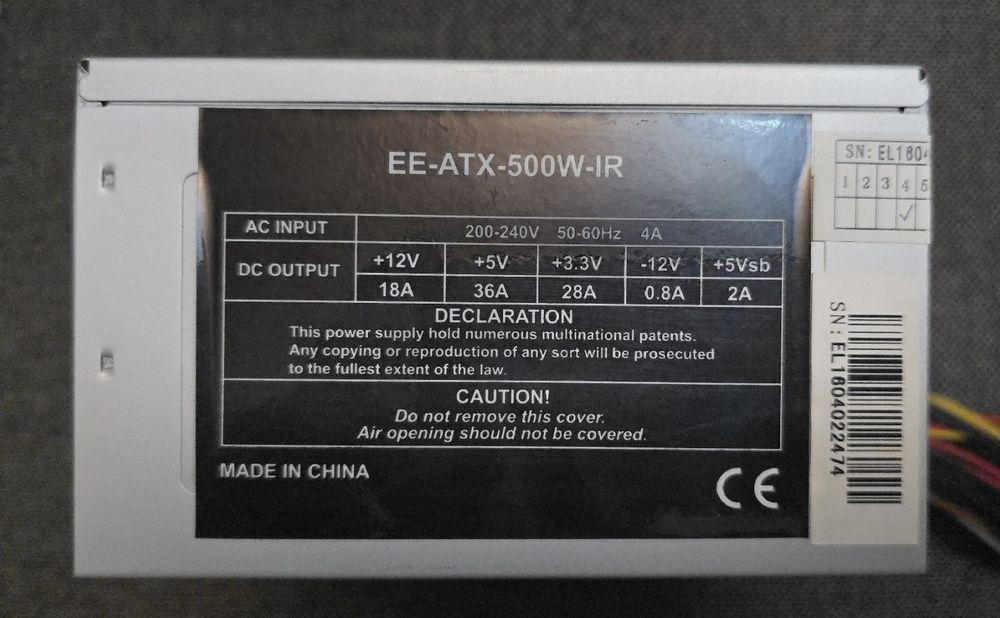 EE-ATX-500W-IR
SN: EL1604
1 2 3 4 5
✓
AC INPUT 200-240V 50-60Hz 4A
DC OUTPUT +12V +5V +3.3V -12V +5Vsb
18A 36A 28A 0.8A 2A
DECLARATION
This power supply hold numerous multinational patents.
Any copying or reproduction of any sort will be prosecuted
to the fullest extent of the law.
CAUTION!
Do not remove this cover.
Air opening should not be covered.
MADE IN CHINA
CE
SN: EL1604022474